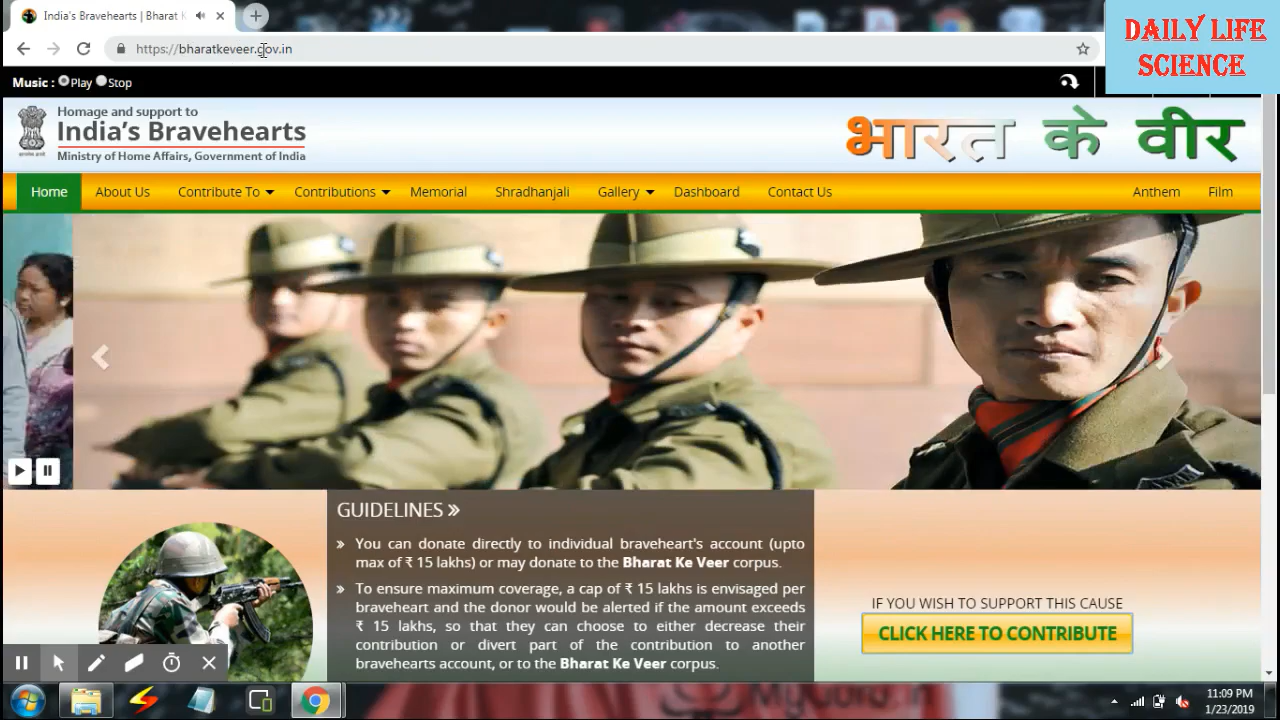 India's Bravehearts | Bharat K
DAILY LIFE
SCIENCE
https://bharatkeveer.gov.in
Music : Play Stop
Homage and support to
India's Bravehearts
Ministry of Home Affairs, Government of India
भारत के वीर
Home About Us Contribute To Contributions Memorial Shradhanjali Gallery Dashboard Contact Us Anthem Film
GUIDELINES »
» You can donate directly to individual braveheart's account (upto
max of ₹ 15 lakhs) or may donate to the Bharat Ke Veer corpus.
» To ensure maximum coverage, a cap of ₹ 15 lakhs is envisaged per
braveheart and the donor would be alerted if the amount exceeds
₹ 15 lakhs, so that they can choose to either decrease their
contribution or divert part of the contribution to another
bravehearts account, or to the Bharat Ke Veer corpus.
IF YOU WISH TO SUPPORT THIS CAUSE
CLICK HERE TO CONTRIBUTE
11:09 PM
1/23/2019